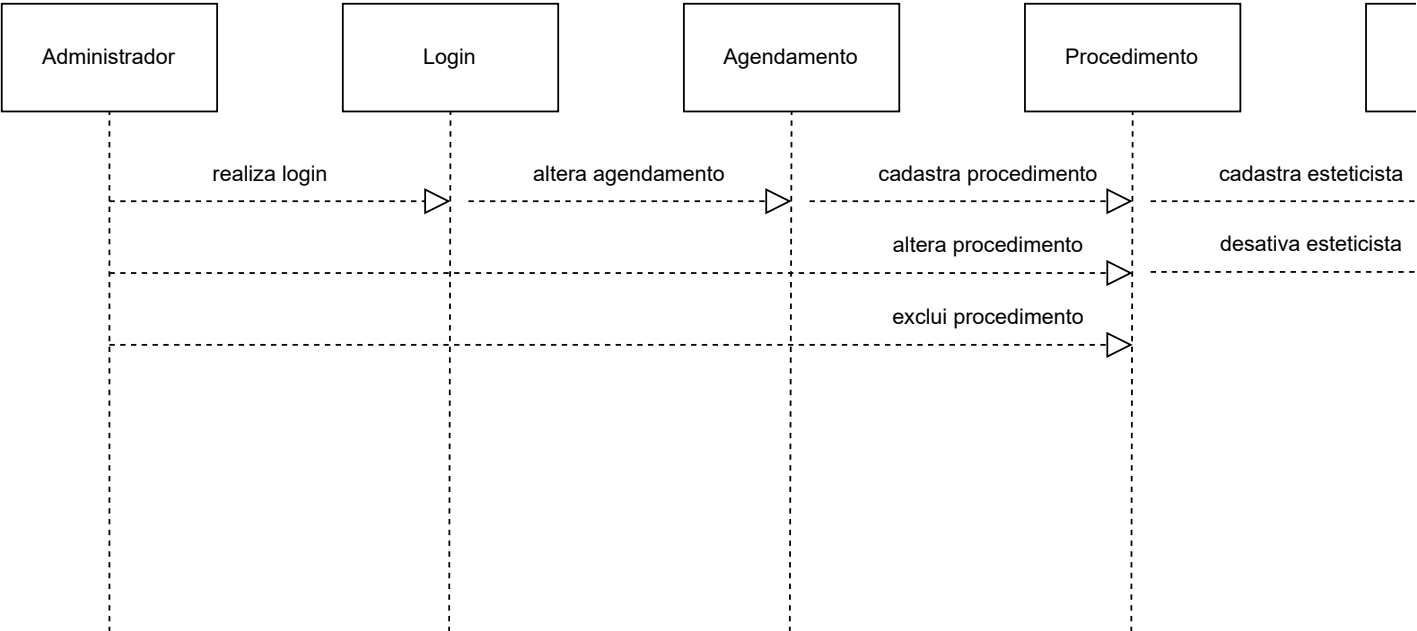 Administrador
Login
Agendamento
Procedimento
realiza login
altera agendamento
cadastra procedimento
cadastra esteticista
altera procedimento
desativa esteticista
exclui procedimento